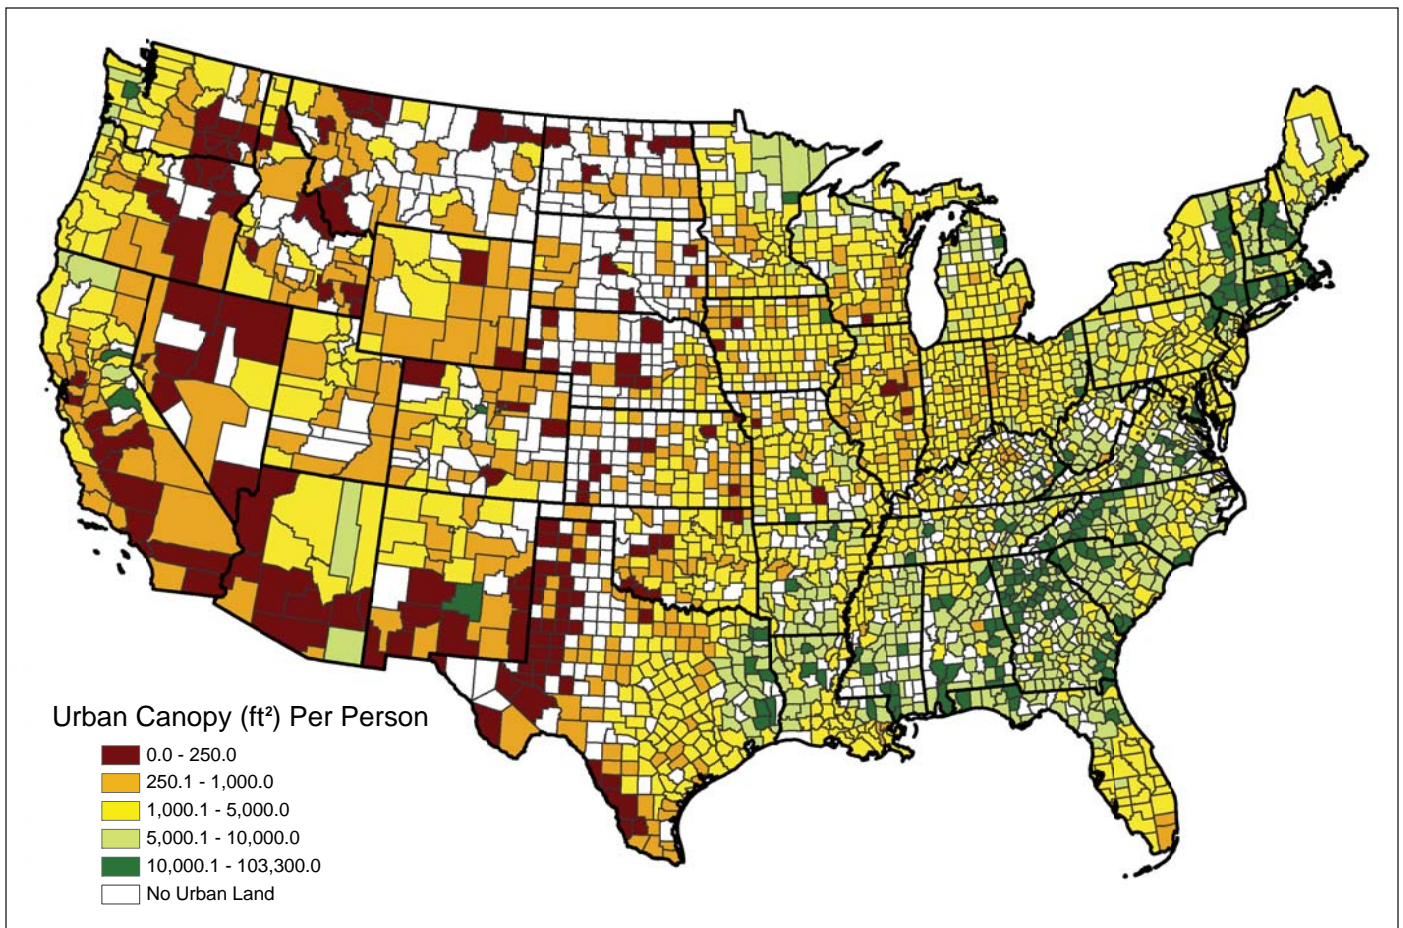 Urban Canopy (ft²) Per Person
0.0 - 250.0
250.1 - 1,000.0
1,000.1 - 5,000.0
5,000.1 - 10,000.0
10,000.1 - 103,300.0
No Urban Land